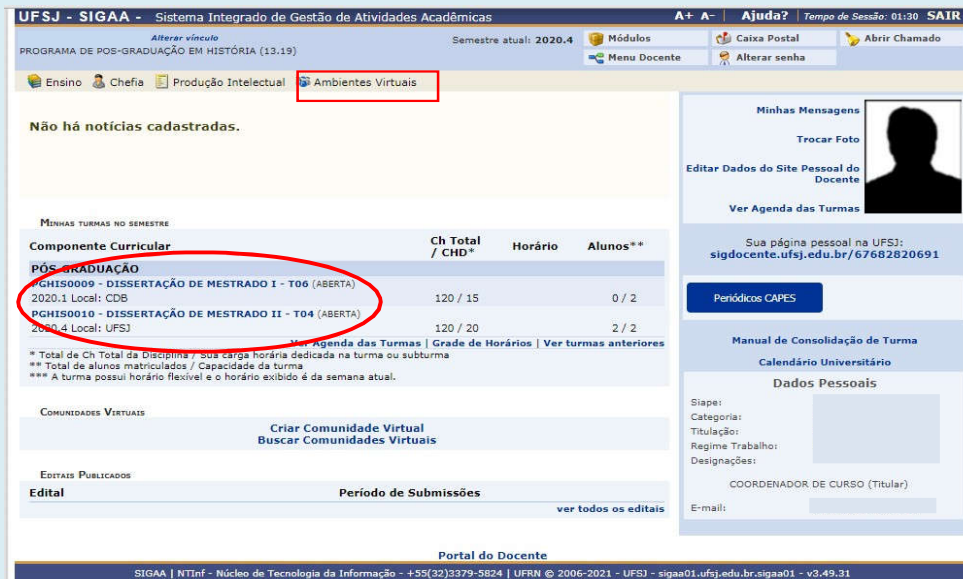 UFSJ - SIGAA - Sistema Integrado de Gestão de Atividades Acadêmicas A+ A- Ajuda? Tempo de Sessão: 01:30 SAIR
Alterar vínculo
PROGRAMA DE POS-GRADUAÇÃO EM HISTÓRIA (13.19)
Semestre atual: 2020.4
Módulos Caixa Postal Abrir Chamado
Menu Docente Alterar senha
Ensino Chefia Produção Intelectual Ambientes Virtuais
Não há notícias cadastradas.
Minhas Mensagens
Trocar Foto
Editar Dados do Site Pessoal do
Docente
Ver Agenda das Turmas
MINHAS TURMAS NO SEMESTRE
Componente Curricular Ch Total / CHD* Horário Alunos**
PÓS-GRADUAÇÃO
PGHIS0009 - DISSERTAÇÃO DE MESTRADO I - T06 (ABERTA)
2020.1 Local: CDB 120 / 15 0 / 2
PGHIS0010 - DISSERTAÇÃO DE MESTRADO II - T04 (ABERTA)
2020.4 Local: UFSJ 120 / 20 2 / 2
Ver Agenda das Turmas | Grade de Horários | Ver turmas anteriores
* Total de Ch Total da Disciplina / Sua carga horária dedicada na turma ou subturma
** Total de alunos matriculados / Capacidade da turma
*** A turma possui horário flexível e o horário exibido é da semana atual.
Sua página pessoal na UFSJ:
sigdocente.ufsj.edu.br/67682820691
Periódicos CAPES
Manual de Consolidação de Turma
Calendário Universitário
COMUNIDADES VIRTUAIS
Criar Comunidade Virtual
Buscar Comunidades Virtuais
EDITAIS PUBLICADOS
Edital Período de Submissões
ver todos os editais
Dados Pessoais
Siape:
Categoria:
Titulação:
Regime Trabalho:
Designações:
COORDENADOR DE CURSO (Titular)
E-mail:
Portal do Docente
SIGAA | NTInf - Núcleo de Tecnologia da Informação - +55(32)3379-5824 | UFRN © 2006-2021 - UFSJ - sigaa01.ufsj.edu.br.sigaa01 - v3.49.31